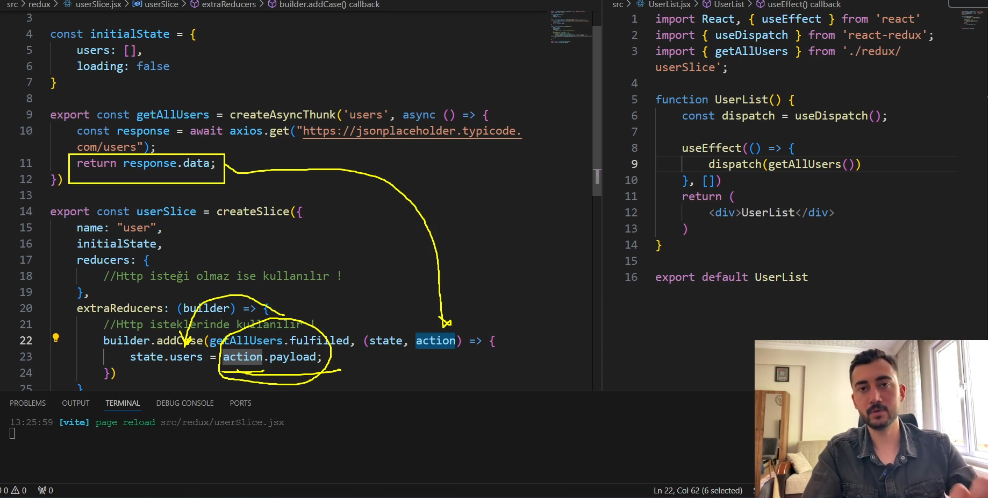 src > redux > userSlice.jsx > userSlice > extraReducers > builder.addCase() callback
3
4 const initialState = {
5 users: [],
6 loading: false
7 }
8
9 export const getAllUsers = createAsyncThunk('users', async () => {
10 const response = await axios.get("https://jsonplaceholder.typicode.
com/users");
11 return response.data;
12 })
13
14 export const userSlice = createSlice({
15 name: "user",
16 initialState,
17 reducers: {
18 //Http isteği olmaz ise kullanılır !
19 },
20 extraReducers: (builder) => {
21 //Http isteklerinde kullanılır !
22 builder.addCase(getAllUsers.fulfilled, (state, action) => {
23 state.users = action.payload;
24 })
25 }
src > UserList.jsx > UserList > useEffect() callback
1 import React, { useEffect } from 'react'
2 import { useDispatch } from 'react-redux';
3 import { getAllUsers } from './redux/
userSlice';
4
5 function UserList() {
6 const dispatch = useDispatch();
7
8 useEffect(() => {
9 dispatch(getAllUsers())
10 }, [])
11 return (
12 <div>UserList</div>
13 )
14 }
15
16 export default UserList
PROBLEMS OUTPUT TERMINAL DEBUG CONSOLE PORTS
13:25:59 [vite] page reload src/redux/userSlice.jsx
0 0 0
Ln 22, Col 62 (6 selected)